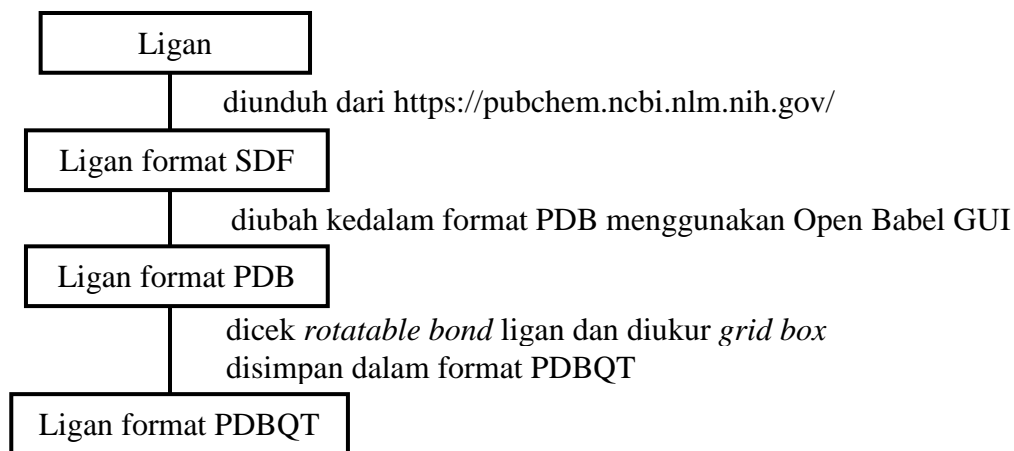 Ligan
diunduh dari https://pubchem.ncbi.nlm.nih.gov/
Ligan format SDF
diubah kedalam format PDB menggunakan Open Babel GUI
Ligan format PDB
dicek rotatable bond ligan dan diukur grid box
disimpan dalam format PDBQT
Ligan format PDBQT